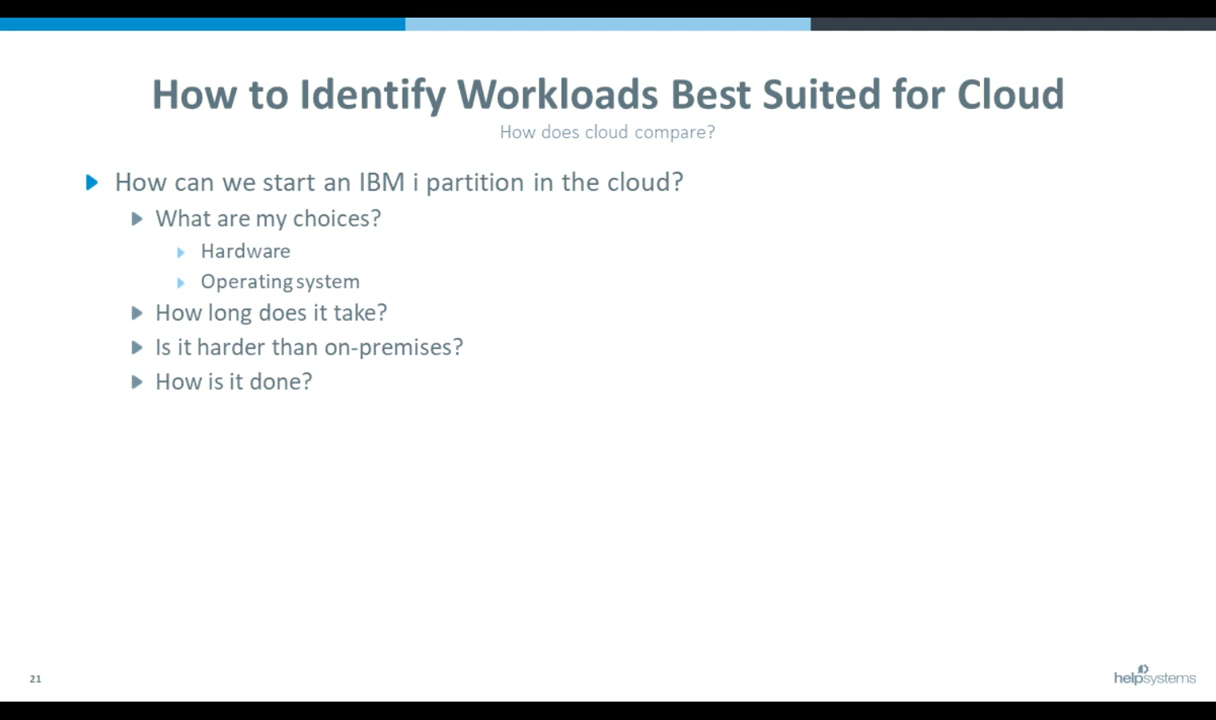 How to Identify Workloads Best Suited for Cloud
How does cloud compare?
How can we start an IBM i partition in the cloud?
What are my choices?
Hardware
Operating system
How long does it take?
Is it harder than on-premises?
How is it done?
21
helpsystems